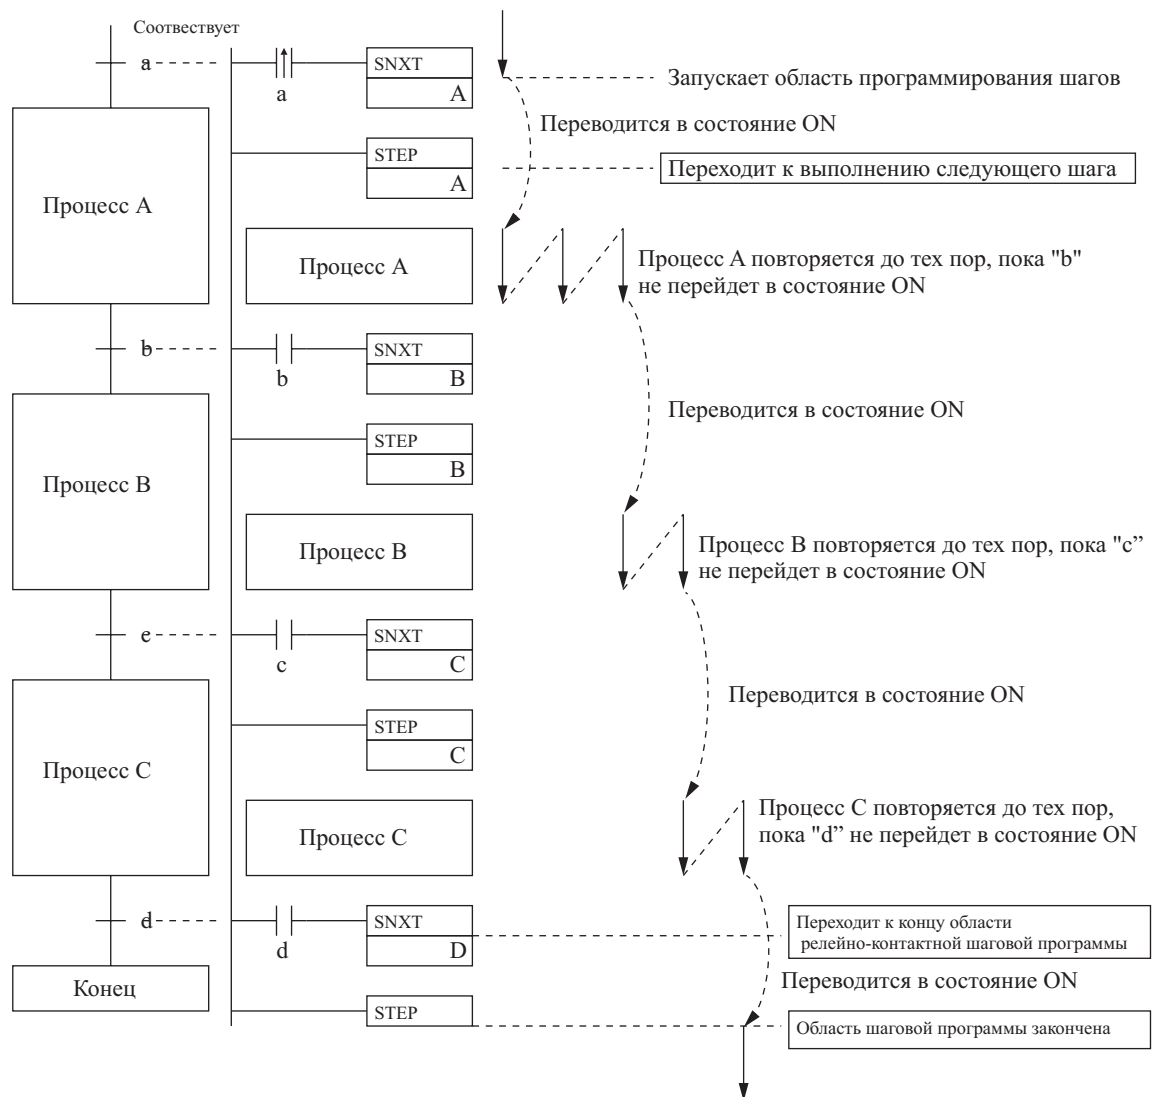 Соотвествует
a
a
SNXT
A
Запускает область программирования шагов
Переводится в состояние ON
STEP
A
Переходит к выполнению следующего шага
Процесс A
Процесс A
Процесс A повторяется до тех пор, пока "b"
не перейдет в состояние ON
b
b
SNXT
B
Переводится в состояние ON
STEP
B
Процесс B
Процесс B
Процесс B повторяется до тех пор, пока "c”
не перейдет в состояние ON
c
c
SNXT
C
Переводится в состояние ON
STEP
C
Процесс C
Процесс C
Процесс C повторяется до тех пор,
пока "d” не перейдет в состояние ON
d
d
SNXT
D
Переходит к концу области
релейно-контактной шаговой программы
Переводится в состояние ON
Конец
STEP
Область шаговой программы закончена